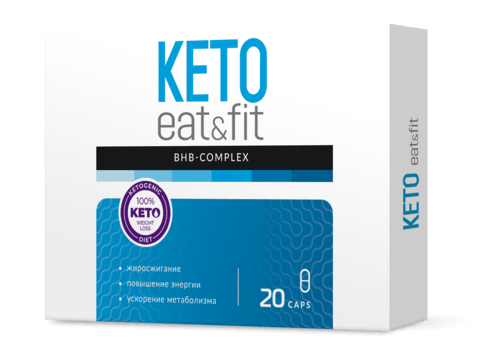 KETO
eat&fit
BHB-COMPLEX
KETOGENIC
100%
KETO
WEIGHT
LOSS
DIET
• жиросжигание
• повышение энергии
• ускорение метаболизма
20 CAPS
KETO eat&fit